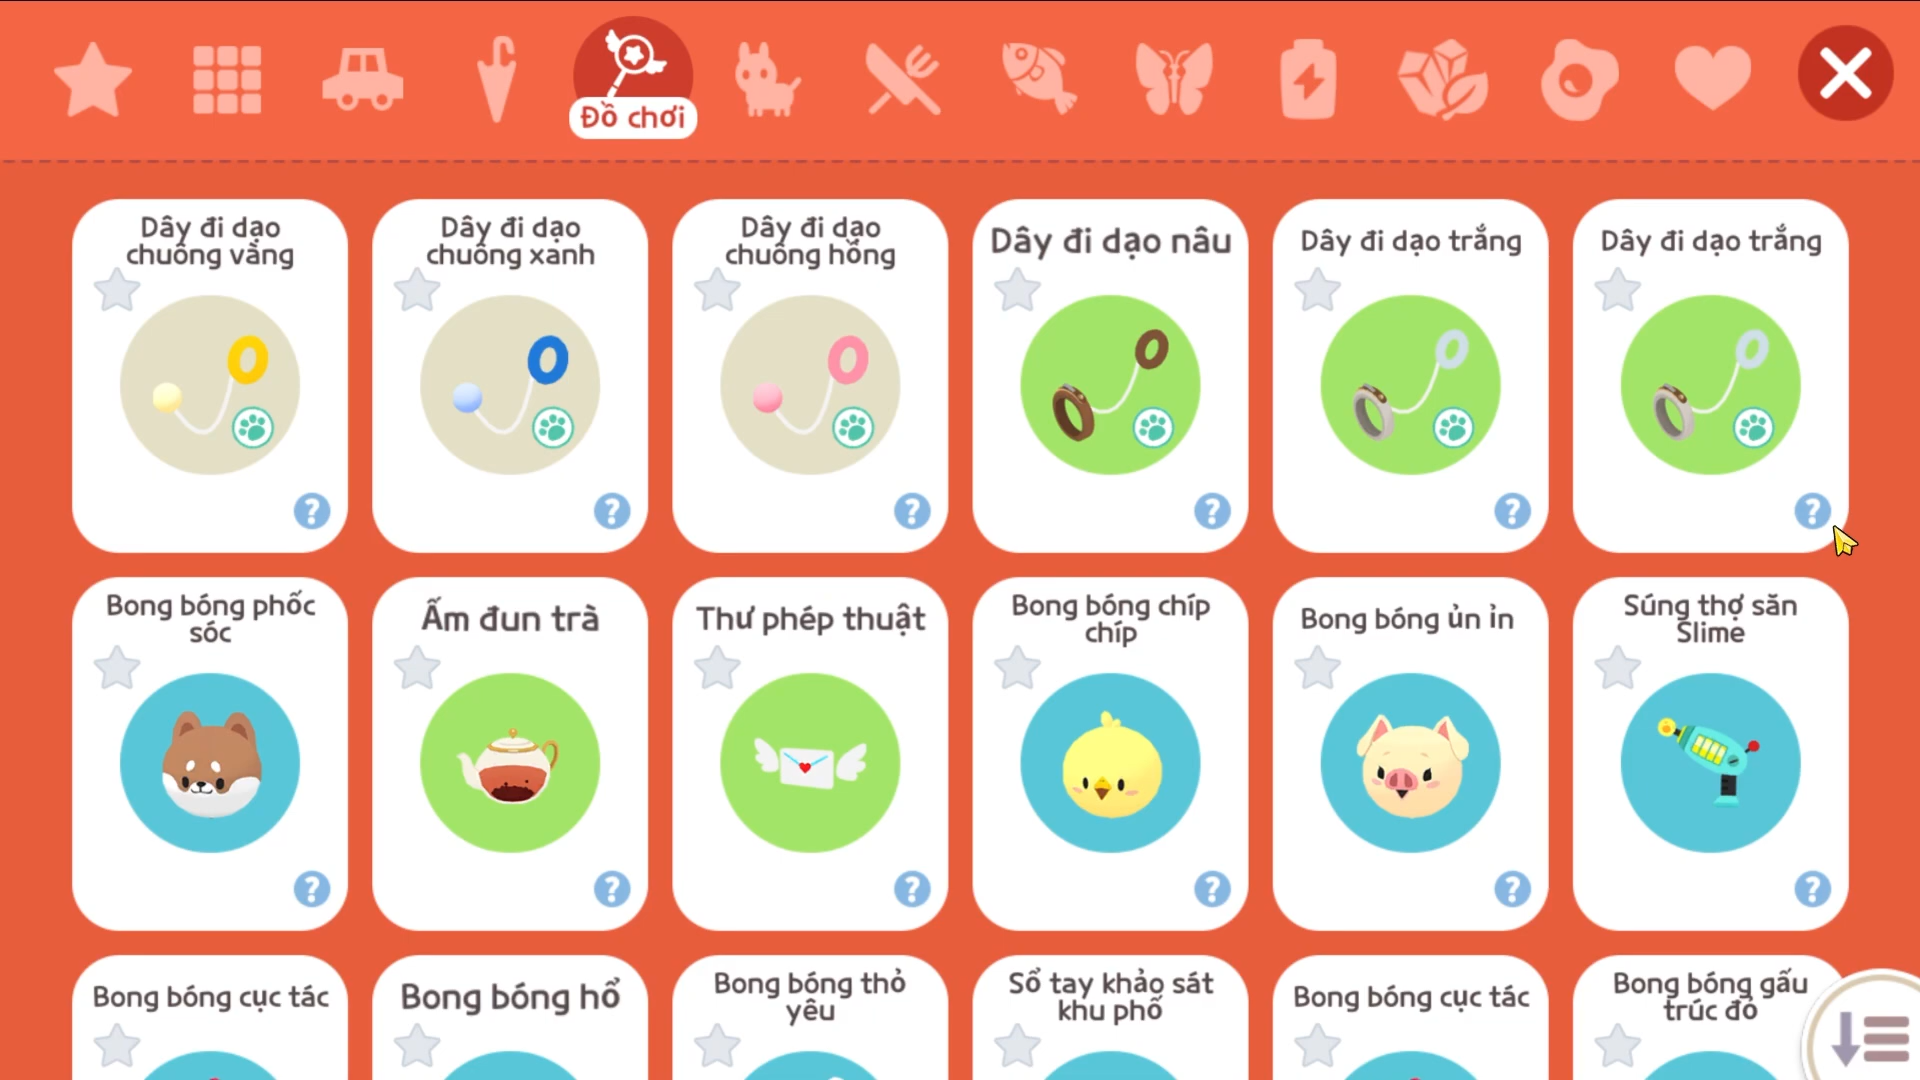 Đồ chơi
Dây đi dạo
chuông vàng
Dây đi dạo
chuông xanh
Dây đi dạo
chuông hồng
Dây đi dạo nâu
Dây đi dạo trắng
Dây đi dạo trắng
?
?
?
?
?
?
Bong bóng phốc
sóc
Ấm đun trà
Thư phép thuật
Bong bóng chíp
chíp
Bong bóng ủn ỉn
Súng thợ săn
Slime
?
?
?
?
?
?
Bong bóng cục tác
Bong bóng hổ
Bong bóng thỏ
yêu
Sổ tay khảo sát
khu phố
Bong bóng cục tác
Bong bóng gấu
trúc đỏ